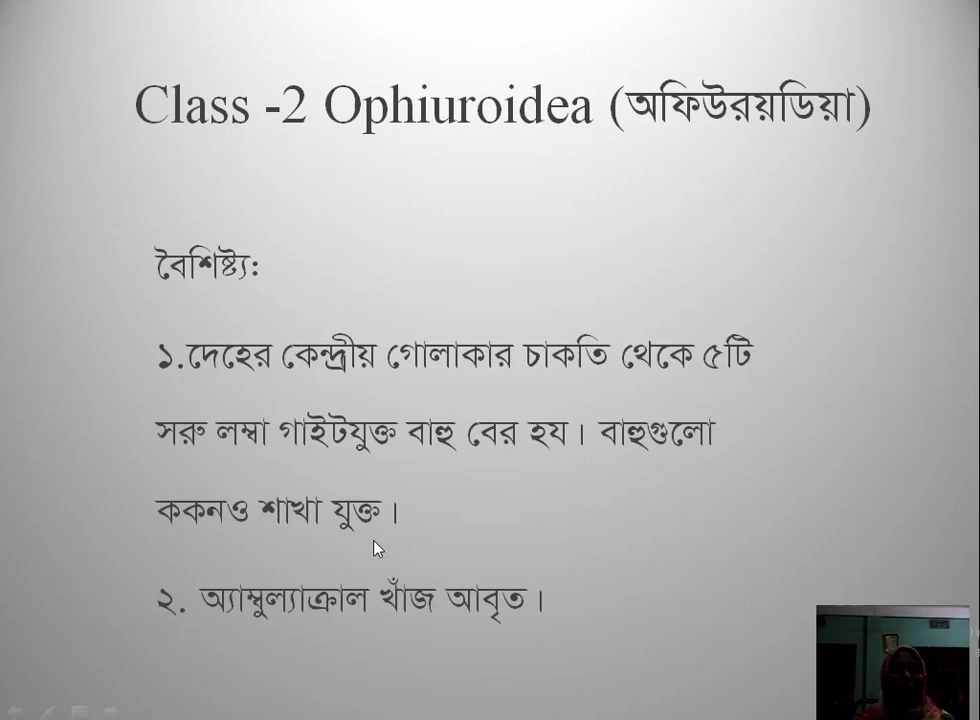 Class -2 Ophiuroidea (অফিউরয়ডিয়া)
বৈশিষ্ট্য:
১.দেহের কেন্দ্রীয় গোলাকার চাকতি থেকে ৫টি
সরু লম্বা গাইটযুক্ত বাহু বের হয। বাহুগুলো
ককনও শাখা যুক্ত।
২. অ্যাম্বুল্যাক্রাল খাঁজ আবৃত।